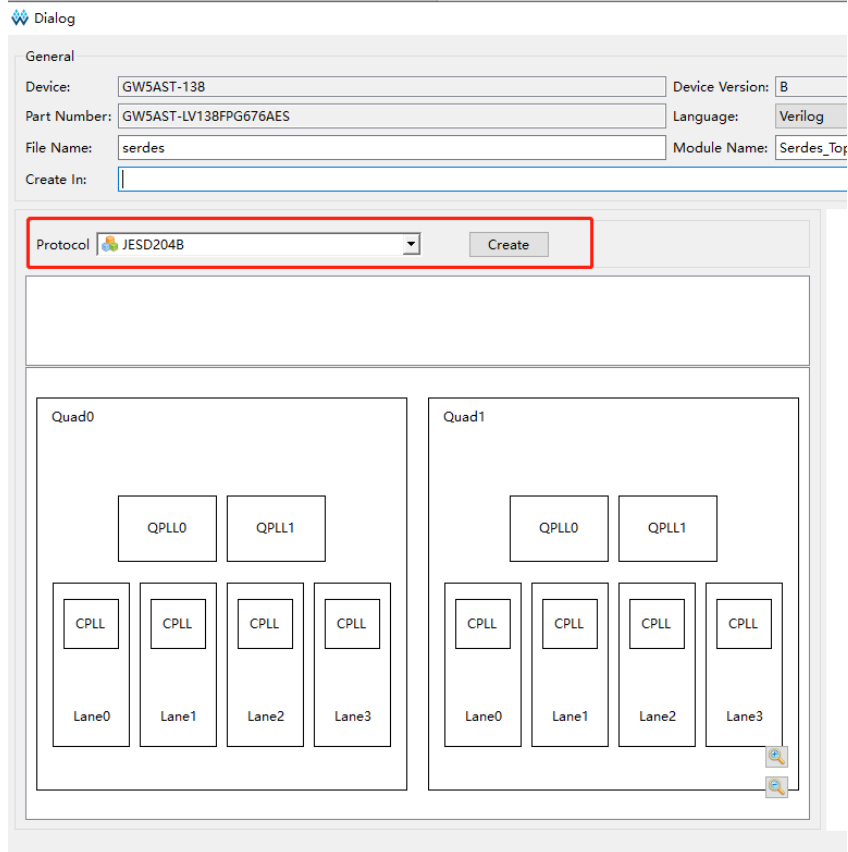 Dialog
General
Device: GW5AST-138 Device Version: B
Part Number: GW5AST-LV138FPG676AES Language: Verilog
File Name: serdes Module Name: Serdes_Top
Create In:
Protocol JESD204B Create
Quad0 Quad1
QPLL0 QPLL1 QPLL0 QPLL1
CPLL CPLL CPLL CPLL CPLL CPLL CPLL CPLL
Lane0 Lane1 Lane2 Lane3 Lane0 Lane1 Lane2 Lane3